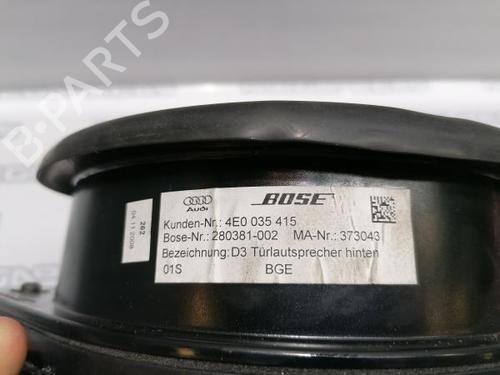 B-PARTS
Audi
BOSE
Kunden-Nr.: 4E0 035 415
Bose-Nr.: 280381-002 MA-Nr.: 373043
Bezeichnung: D3 Türlautsprecher hinten
01S BGE
262
04.11.2008